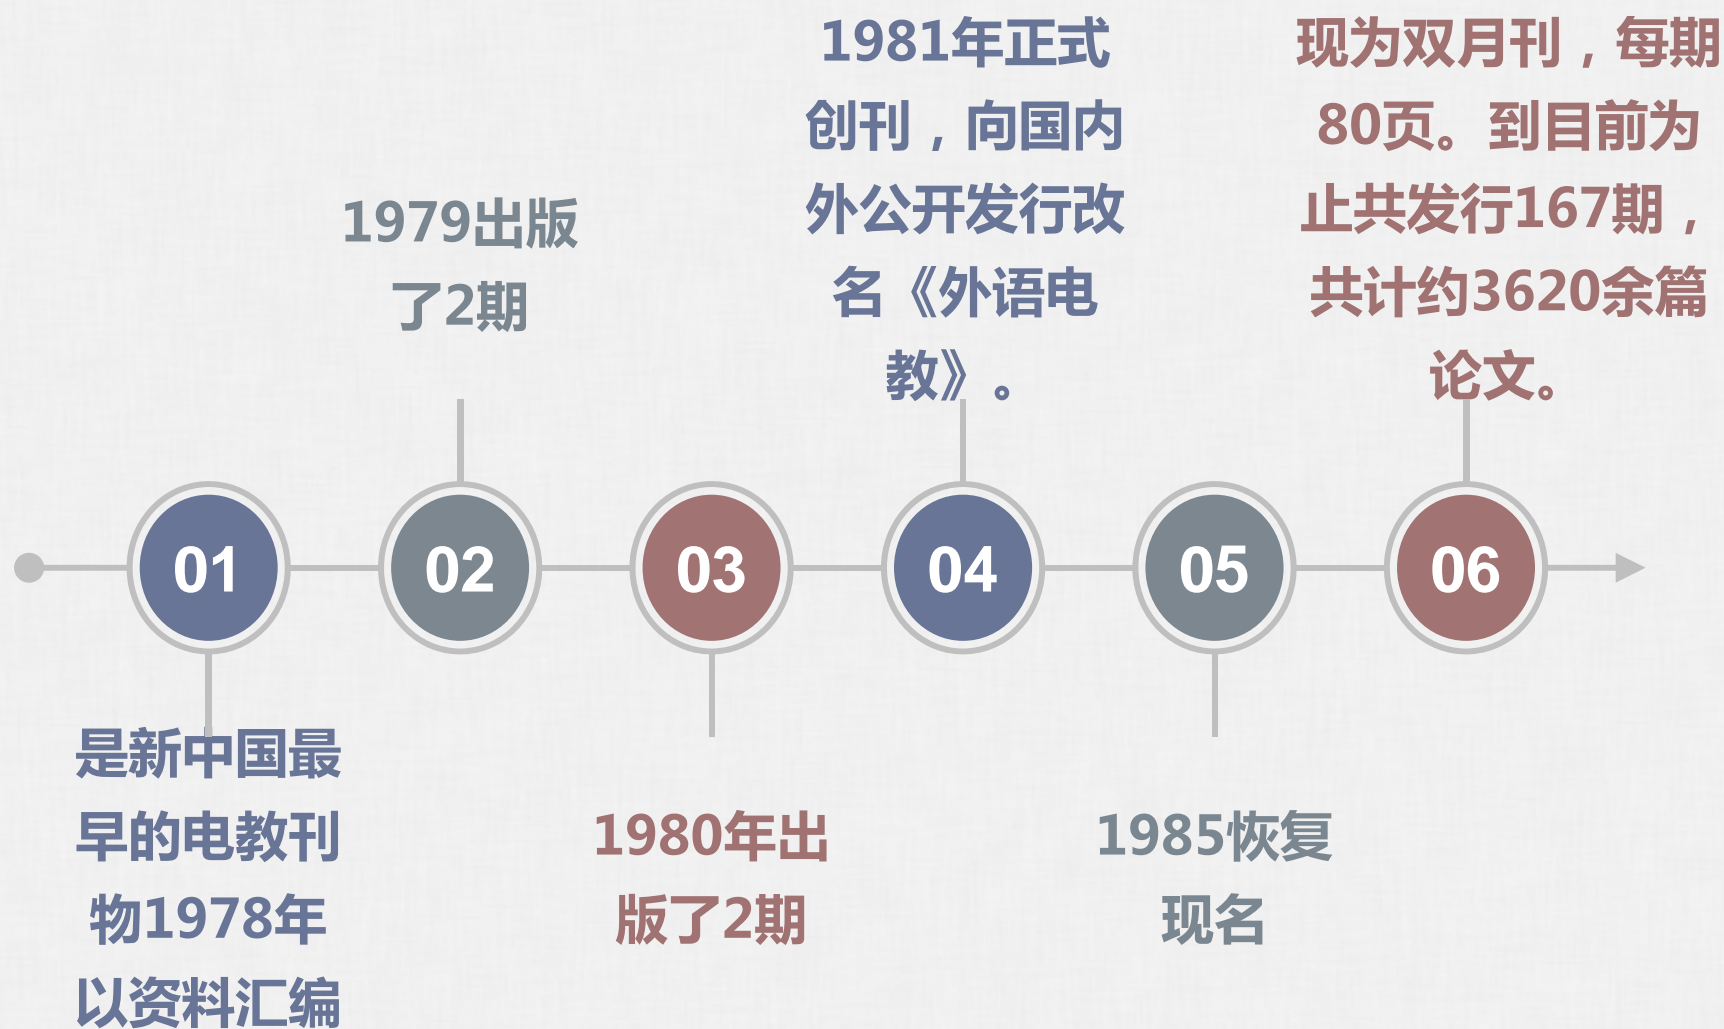 是新中国最
早的电教刊
物1978年
以资料汇编
01
1979出版
了2期
02
03
1980年出
版了2期
1981年正式
创刊，向国内
外公开发行改
名《外语电
教》。
04
05
1985恢复
现名
现为双月刊，每期
80页。到目前为
止共发行167期，
共计约3620余篇
论文。
06